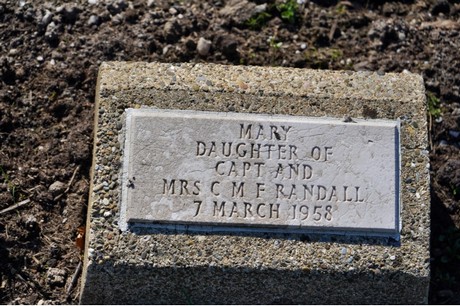 MARY
DAUGHTER OF
CAPT AND
MRS C M F RANDALL
7 MARCH 1958